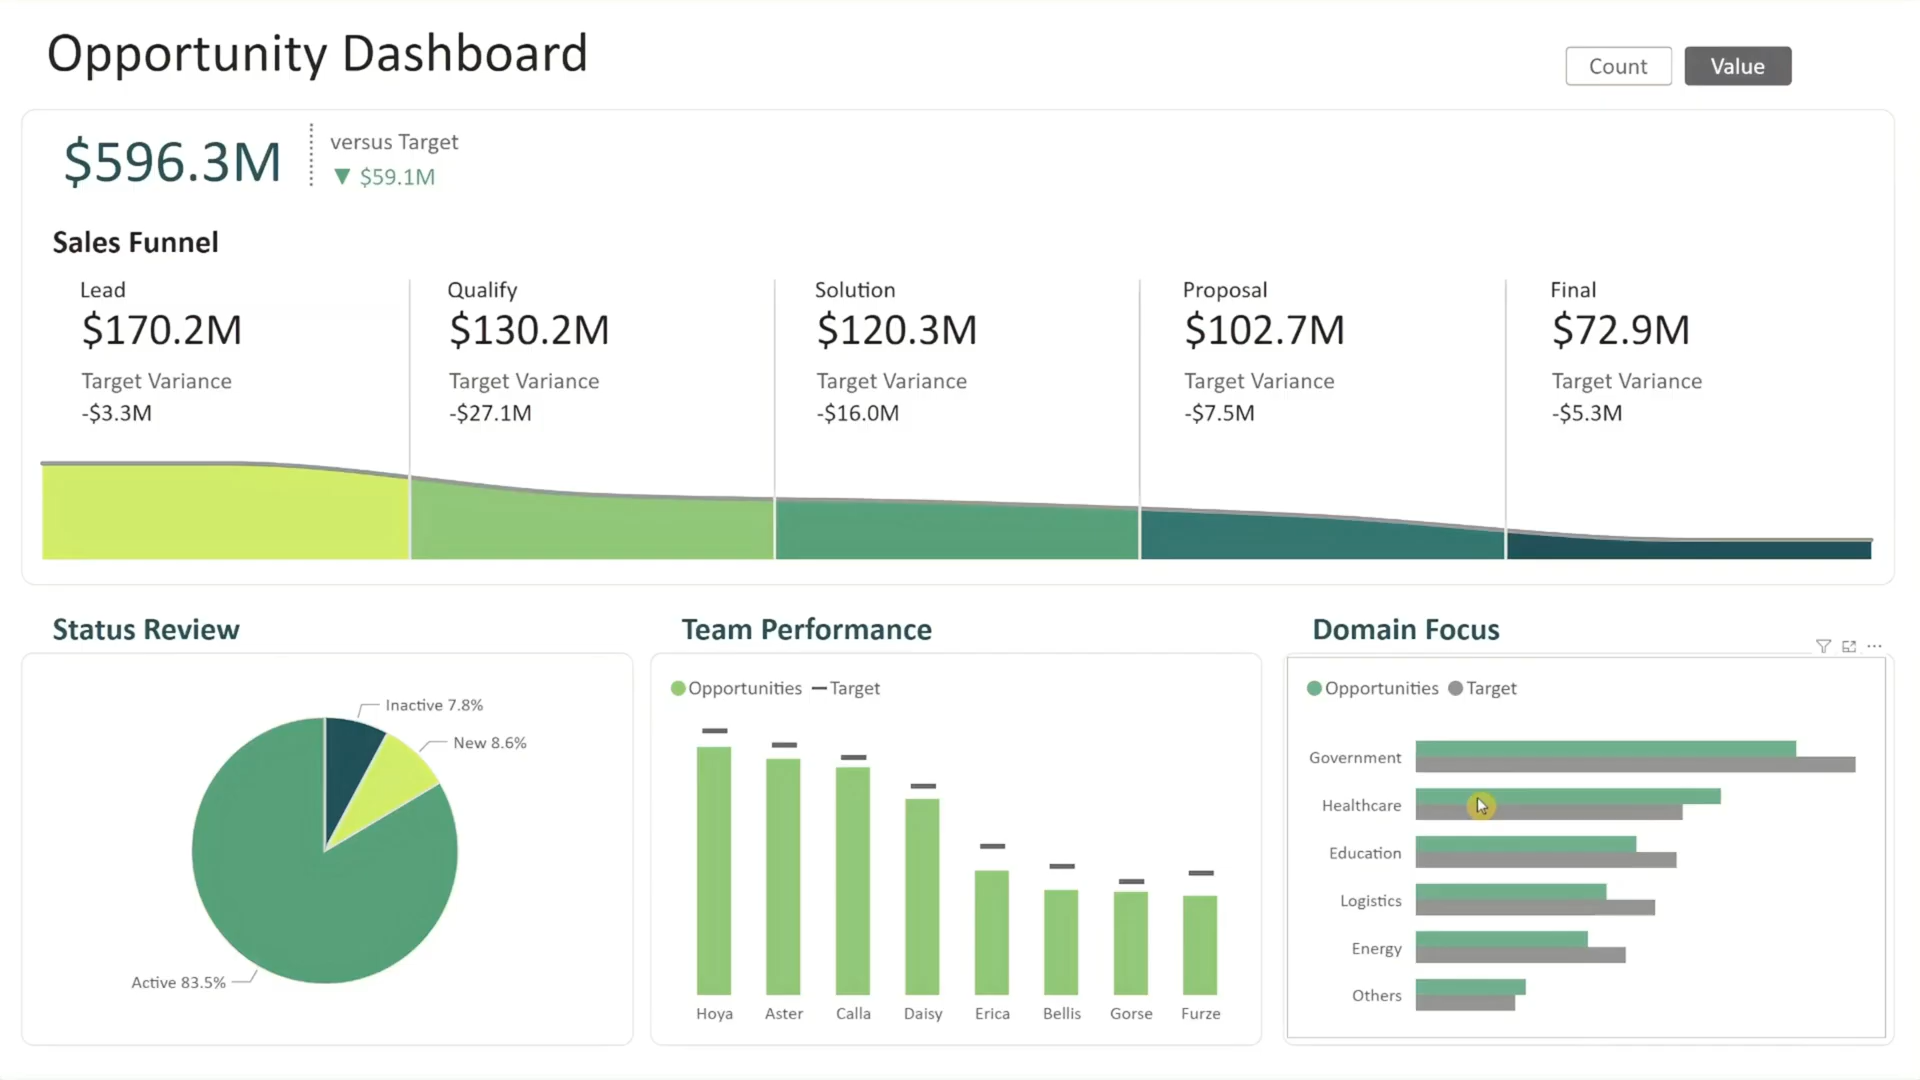 Opportunity Dashboard
Count
Value
$596.3M
versus Target
▼ $59.1M
Sales Funnel
Lead
$170.2M
Target Variance
-$3.3M
Qualify
$130.2M
Target Variance
-$27.1M
Solution
$120.3M
Target Variance
-$16.0M
Proposal
$102.7M
Target Variance
-$7.5M
Final
$72.9M
Target Variance
-$5.3M
Status Review
Inactive 7.8%
New 8.6%
Active 83.5%
Team Performance
Opportunities Target
Hoya Aster Calla Daisy Erica Bellis Gorse Furze
Domain Focus
Opportunities Target
Government
Healthcare
Education
Logistics
Energy
Others